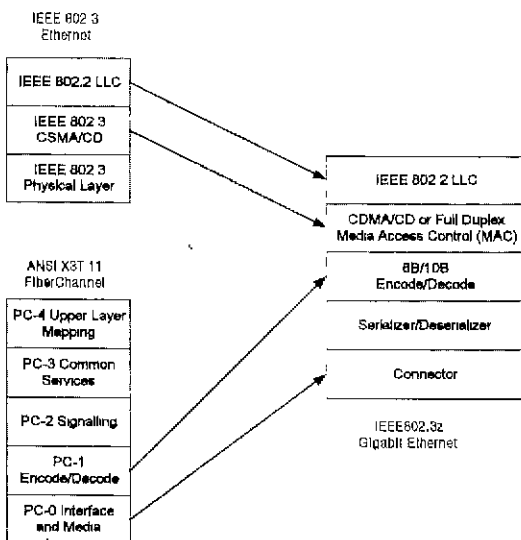 IEEE 802 3
Ethernet
IEEE 802.2 LLC
IEEE 802 3
CSMA/CD
IEEE 802 3
Physical Layer
ANSI X3T 11
FiberChannel
PC-4 Upper Layer
Mapping
PC-3 Common
Services
PC-2 Signalling
PC-1
Encode/Decode
PC-0 Interface
and Media
IEEE 802 2 LLC
CDMA/CD or Full Duplex
Media Access Control (MAC)
8B/10B
Encode/Decode
Serializer/Deserializer
Connector
IEEE802.3z
Gigabit Ethernet